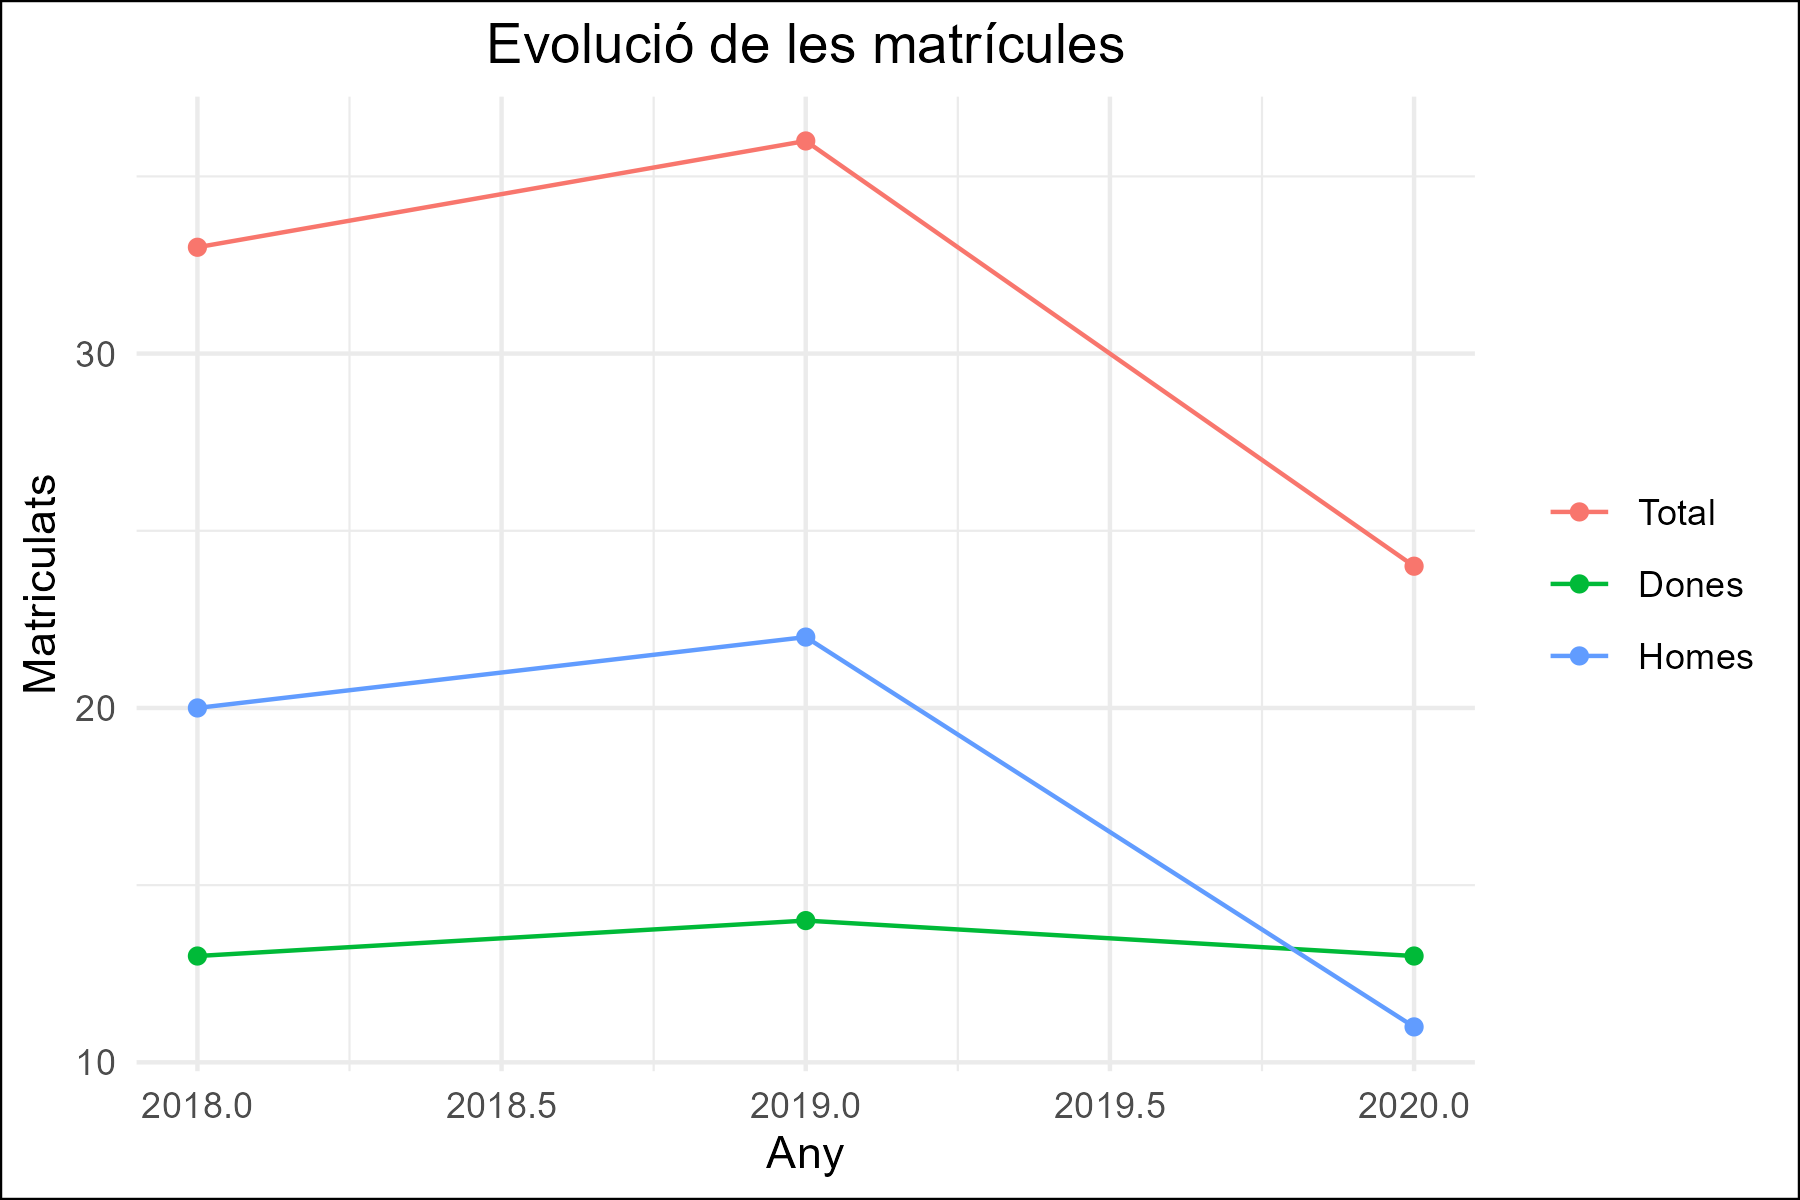 Evolució de les matrícules
Matriculats
30
20
10
2018.0 2018.5 2019.0 2019.5 2020.0
Any
Total
Dones
Homes